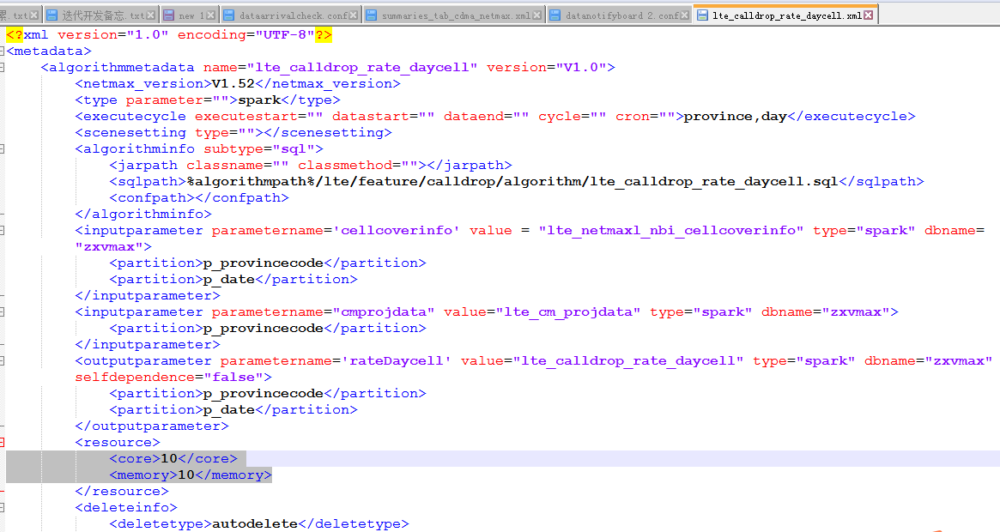 累.txt 迭代开发备忘.txt new 1 dataarrivalcheck.conf summaries_tab_cdma_netmax.xml datanotifyboard 2.conf lte_calldrop_rate_daycell.xml
<?xml version="1.0" encoding="UTF-8"?>
<metadata>
<algorithmmetadata name="lte_calldrop_rate_daycell" version="V1.0">
<netmax_version>V1.52</netmax_version>
<type parameter="">spark</type>
<executecycle executestart="" datastart="" dataend="" cycle="" cron="">province,day</executecycle>
<scenesetting type=""></scenesetting>
<algorithminfo subtype="sql">
<jarpath classname="" classmethod=""></jarpath>
<sqlpath>%algorithmpath%/lte/feature/calldrop/algorithm/lte_calldrop_rate_daycell.sql</sqlpath>
<confpath></confpath>
</algorithminfo>
<inputparameter parametername='cellcoverinfo' value = "lte_netmaxl_nbi_cellcoverinfo" type="spark" dbname=
"zxvmax">
<partition>p_provincecode</partition>
<partition>p_date</partition>
</inputparameter>
<inputparameter parametername="cmprojdata" value="lte_cm_projdata" type="spark" dbname="zxvmax">
<partition>p_provincecode</partition>
</inputparameter>
<outputparameter parametername='rateDaycell' value="lte_calldrop_rate_daycell" type="spark" dbname="zxvmax"
selfdependence="false">
<partition>p_provincecode</partition>
<partition>p_date</partition>
</outputparameter>
<resource>
<core>10</core>
<memory>10</memory>
</resource>
<deleteinfo>
<deletetype>autodelete</deletetype>